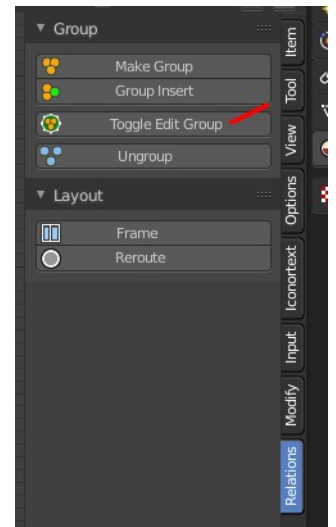 Group
Make Group
Group Insert
Toggle Edit Group
Ungroup
Layout
Frame
Reroute
Item
Tool
View
Options
Iconortext
Input
Modify
Relations